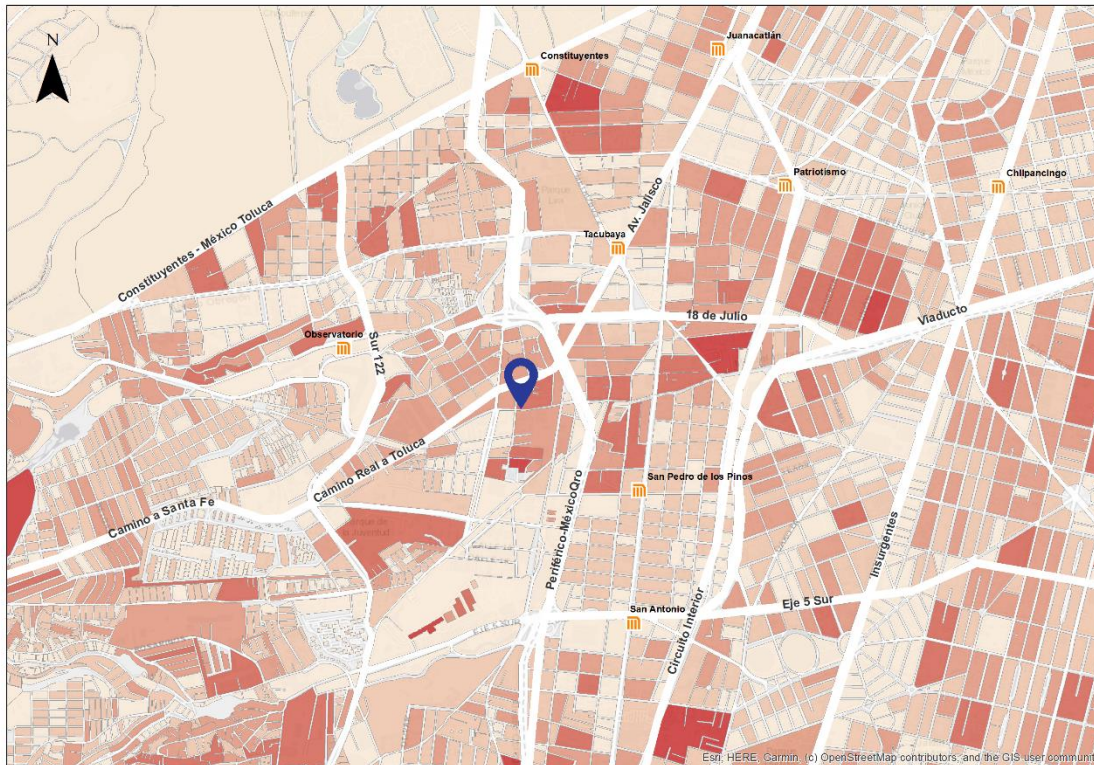 N
Juanacatlán
Constituyentes
Patriotismo
Chilpancingo
Av. Jalisco
Tacubaya
Constituyentes - México Toluca
18 de Julio
Viaducto
Observatorio
Sur 122
Camino Real a Toluca
San Pedro de los Pinos
Camino a Santa Fe
Periférico-MéxicoQro
Insurgentes
San Antonio
Eje 5 Sur
Circuito Interior
Esri, HERE, Garmin, (c) OpenStreetMap contributors, and the GIS user communit